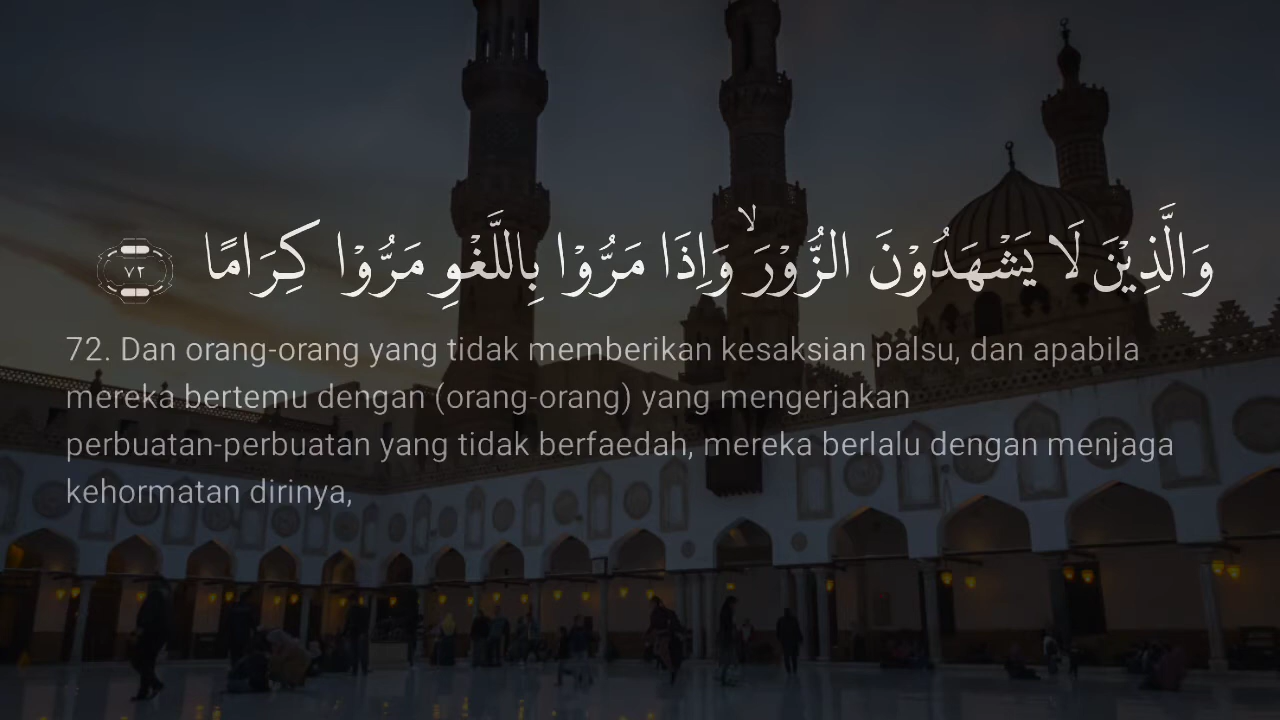 وَالَّذِيْنَ لَا يَشْهَدُوْنَ الزُّوْرَۙ وَاِذَا مَرُّوْا بِاللَّغْوِ مَرُّوْا كِرَامًا ۷۲
72. Dan orang-orang yang tidak memberikan kesaksian palsu, dan apabila
mereka bertemu dengan (orang-orang) yang mengerjakan
perbuatan-perbuatan yang tidak berfaedah, mereka berlalu dengan menjaga
kehormatan dirinya,